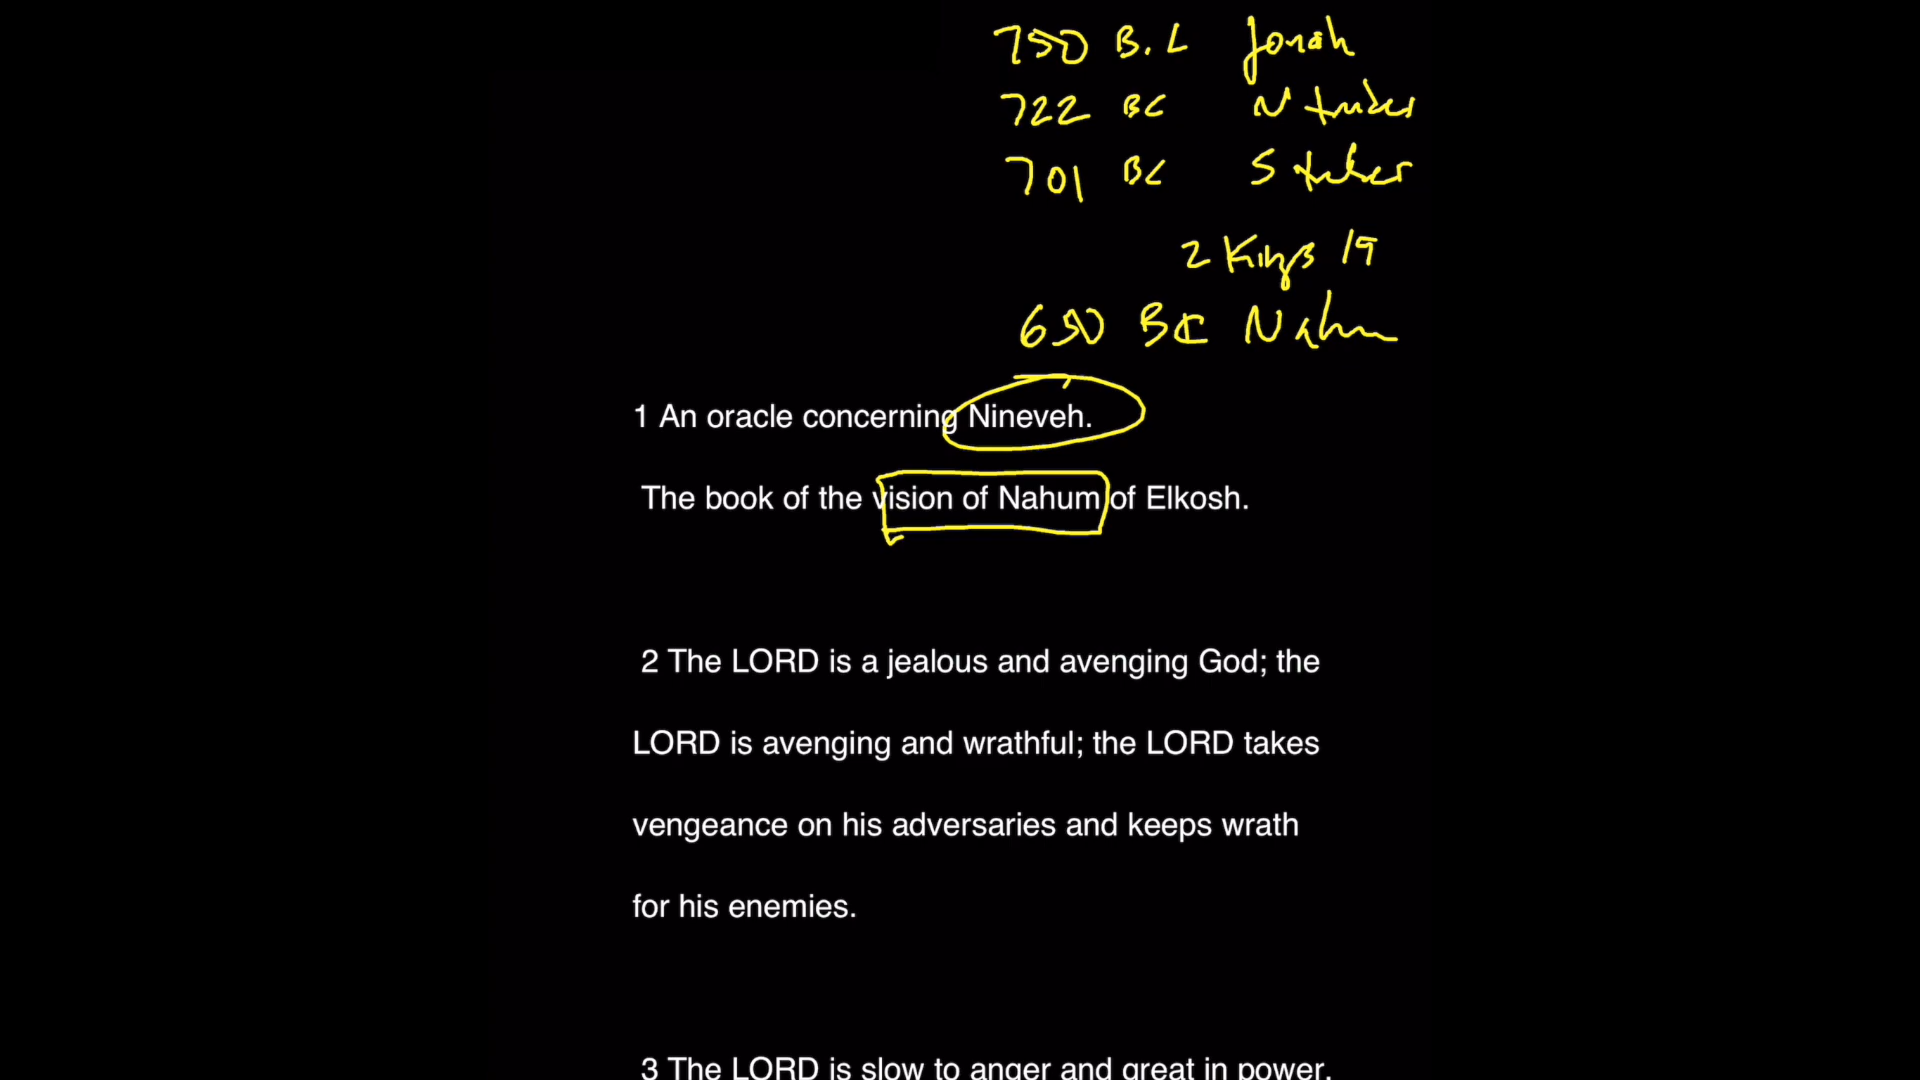 750 B.C Jonah
722 BC N tribes
701 BC S tribes
2 Kings 19
650 BC Nahum
1 An oracle concerning Nineveh.
The book of the vision of Nahum of Elkosh.
2 The LORD is a jealous and avenging God; the
LORD is avenging and wrathful; the LORD takes
vengeance on his adversaries and keeps wrath
for his enemies.
3 The LORD is slow to anger and great in power,